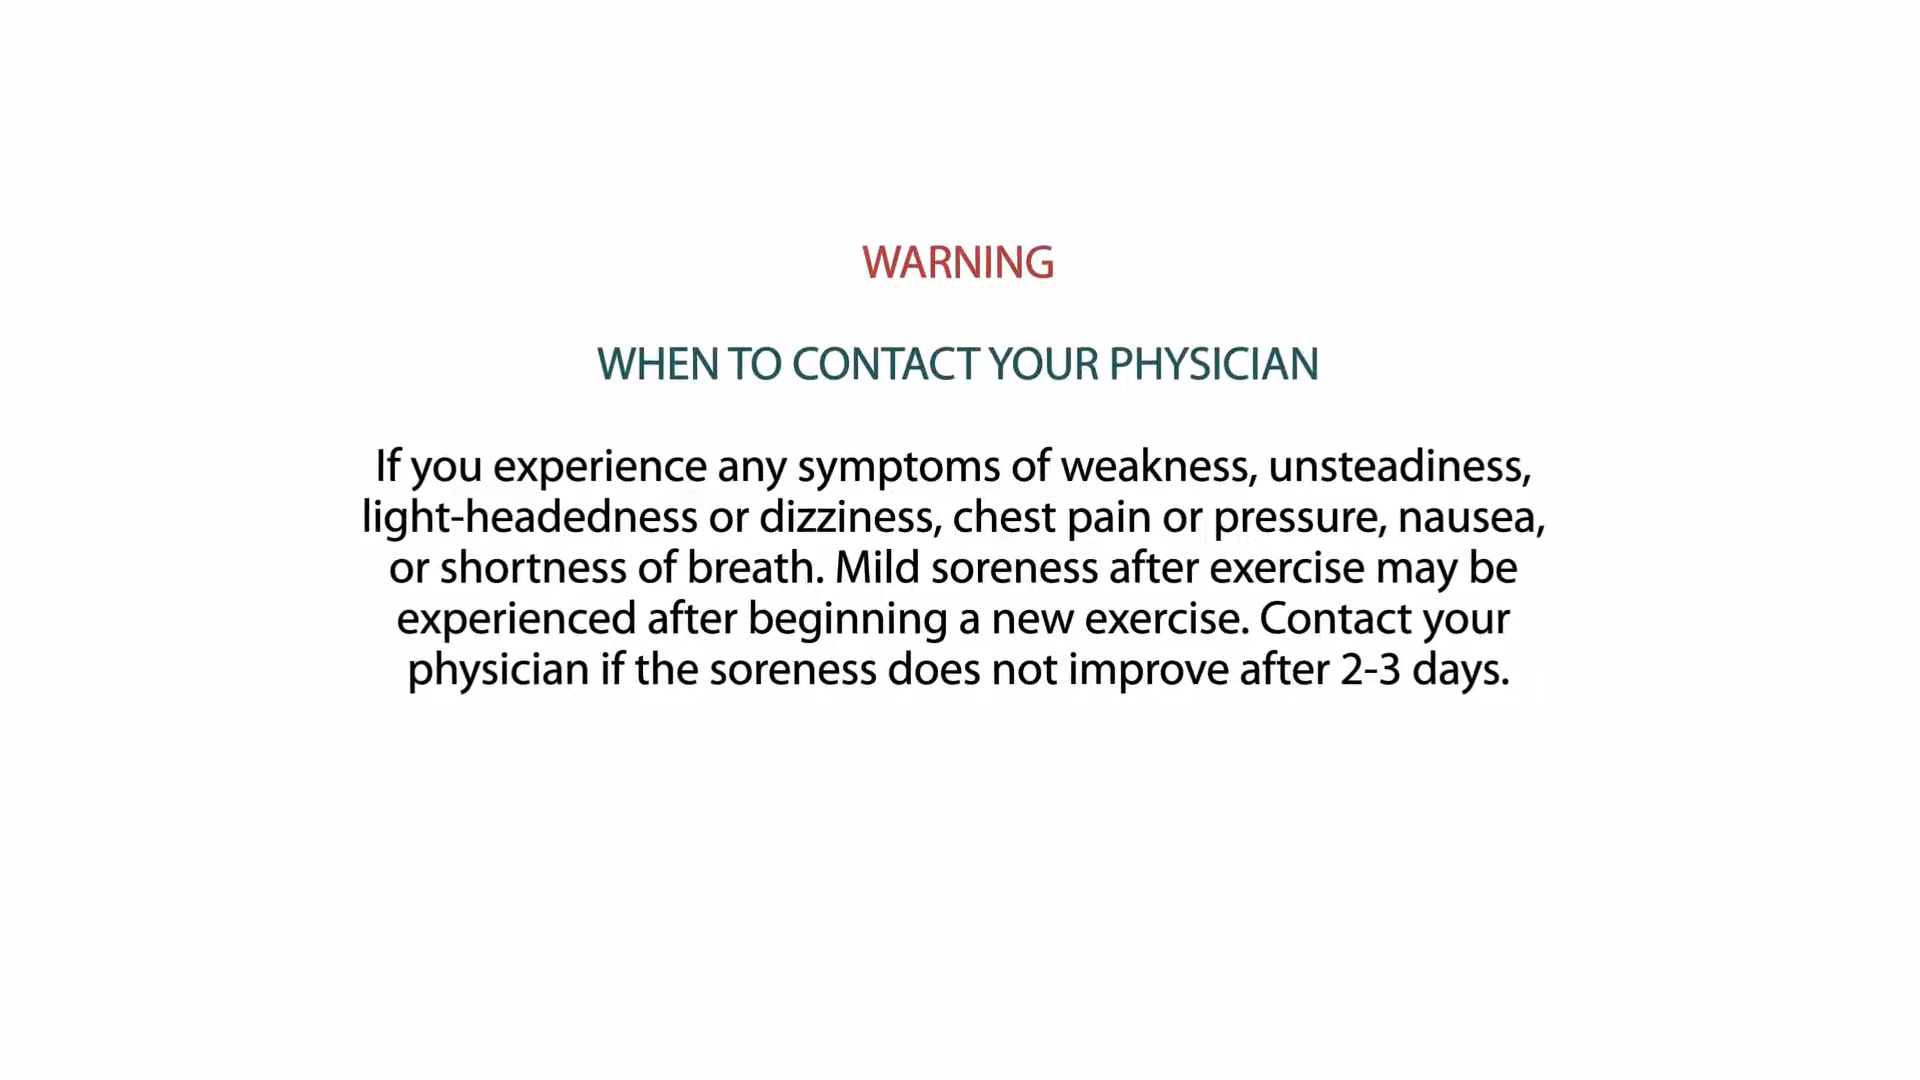 WARNING
WHEN TO CONTACT YOUR PHYSICIAN
If you experience any symptoms of weakness, unsteadiness,
light-headedness or dizziness, chest pain or pressure, nausea,
or shortness of breath. Mild soreness after exercise may be
experienced after beginning a new exercise. Contact your
physician if the soreness does not improve after 2-3 days.